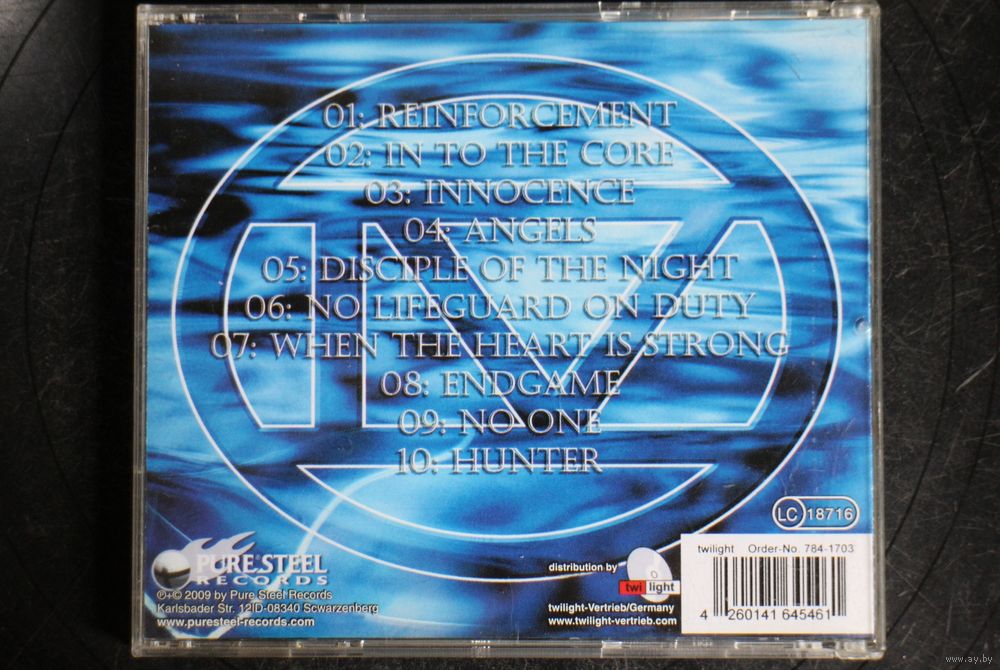 01: REINFORCEMENT
02: IN TO THE CORE
03: INNOCENCE
04: ANGELS
05: DISCIPLE OF THE NIGHT
06: NO LIFEGUARD ON DUTY
07: WHEN THE HEART IS STRONG
08: ENDGAME
09: NO ONE
10: HUNTER
LC 18716
PURE STEEL
RECORDS
℗+© 2009 by Pure Steel Records
Karlsbader Str. 12ID-08340 Scwarzenberg
www.puresteel-records.com
distribution by
twilight
twilight-Vertrieb/Germany
www.twilight-vertrieb.com
twilight Order-No. 784-1703
4 260141 645461
www.ay.by